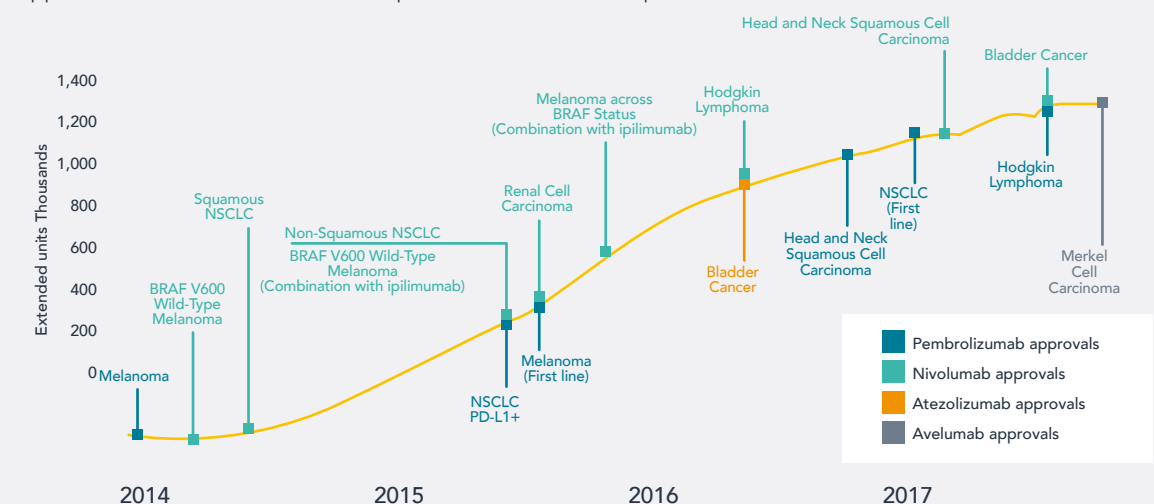 Head and Neck Squamous Cell
Carcinoma
Bladder Cancer
1,400
1,200
1,000
800
600
400
200
0
Extended units Thousands
Melanoma across
BRAF Status
(Combination with ipilimumab)
Hodgkin
Lymphoma
Squamous
NSCLC
Renal Cell
Carcinoma
Non-Squamous NSCLC
BRAF V600 Wild-Type
Melanoma
(Combination with ipilimumab)
BRAF V600
Wild-Type
Melanoma
Melanoma
NSCLC
PD-L1+
Melanoma
(First line)
Bladder
Cancer
Head and Neck
Squamous Cell
Carcinoma
NSCLC
(First
line)
Hodgkin
Lymphoma
Merkel
Cell
Carcinoma
Pembrolizumab approvals
Nivolumab approvals
Atezolizumab approvals
Avelumab approvals
2014
2015
2016
2017